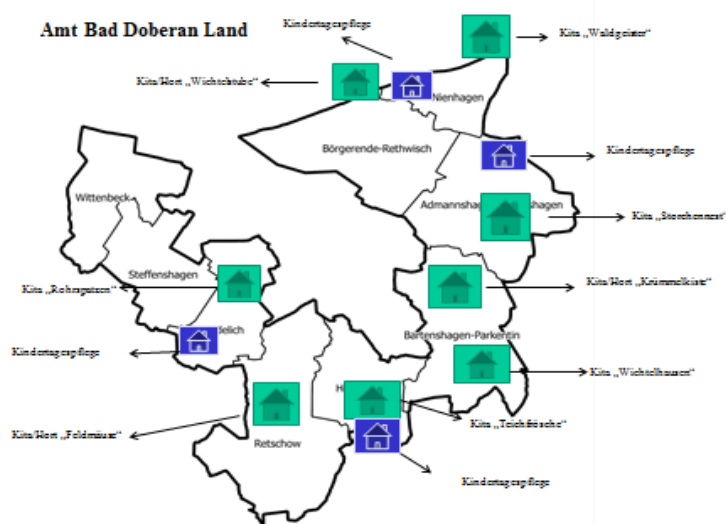 Amt Bad Doberan Land
Kindertagespflege
Kita „Waldgeister“
Kita/Hort „Wichtelstube“
Nienhagen
Börgerende-Rethwisch
Kindertagespflege
Wittenbeck
Kita „Storchennest“
Steffenshagen
Kita „Rohrspatzen“
Kita/Hort „Krümmelkiste“
Bartenshagen-Parkentin
Kindertagespflege
Kita „Wichtelhausen“
Kita „Teichfrösche“
Kita/Hort „Feldmäuse“
Retschow
Kindertagespflege